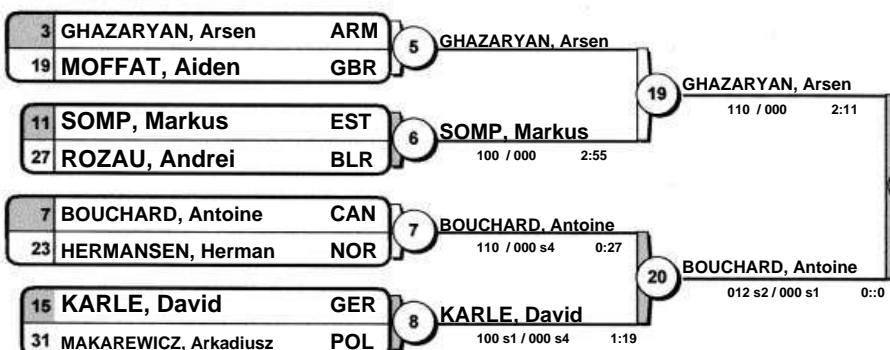 3 GHAZARYAN, Arsen ARM
19 MOFFAT, Aiden GBR
5 GHAZARYAN, Arsen
11 SOMP, Markus EST
27 ROZAU, Andrei BLR
6 SOMP, Markus
100 / 000 2:55
19 GHAZARYAN, Arsen
110 / 000 2:11
7 BOUCHARD, Antoine CAN
23 HERMANSEN, Herman NOR
7 BOUCHARD, Antoine
110 / 000 s4 0:27
15 KARLE, David GER
31 MAKAREWICZ, Arkadiusz POL
8 KARLE, David
100 s1 / 000 s4 1:19
20 BOUCHARD, Antoine
012 s2 / 000 s1 0::0